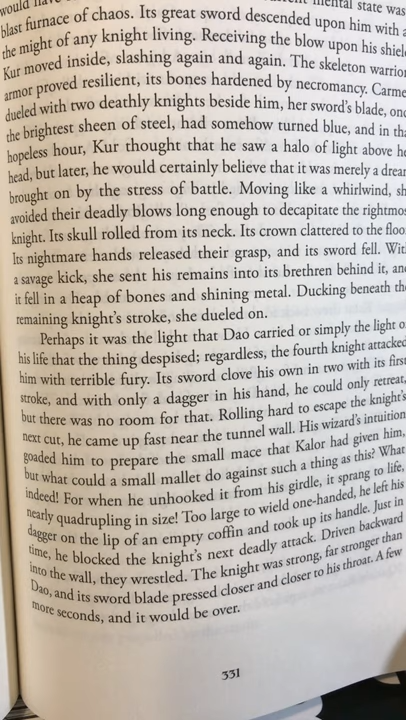 would have mental state was
blast furnace of chaos. Its great sword descended upon him with a
the might of any knight living. Receiving the blow upon his shield
Kur moved inside, slashing again and again. The skeleton warrior
armor proved resilient, its bones hardened by necromancy. Carme
dueled with two deathly knights beside him, her sword's blade, onc
the brightest sheen of steel, had somehow turned blue, and in tha
hopeless hour, Kur thought that he saw a halo of light above he
head, but later, he would certainly believe that it was merely a drear
brought on by the stress of battle. Moving like a whirlwind, sh
avoided their deadly blows long enough to decapitate the rightmos
knight. Its skull rolled from its neck. Its crown clattered to the floo
Its nightmare hands released their grasp, and its sword fell. Wit
a savage kick, she sent his remains into its brethren behind it, and
it fell in a heap of bones and shining metal. Ducking beneath the
remaining knight's stroke, she dueled on.
Perhaps it was the light that Dao carried or simply the light o
his life that the thing despised; regardless, the fourth knight attacked
him with terrible fury. Its sword clove his own in two with its first
stroke, and with only a dagger in his hand, he could only retreat,
but there was no room for that. Rolling hard to escape the knight's
next cut, he came up fast near the tunnel wall. His wizard's intuition
goaded him to prepare the small mace that Kalor had given him,
but what could a small mallet do against such a thing as this? What
indeed! For when he unhooked it from his girdle, it sprang to life,
nearly quadrupling in size! Too large to wield one-handed, he left his
dagger on the lip of an empty coffin and took up its handle. Just in
time, he blocked the knight's next deadly attack. Driven backward
into the wall, they wrestled. The knight was strong, far stronger than
Dao, and its sword blade pressed closer and closer to his throat. A few
more seconds, and it would be over.
331